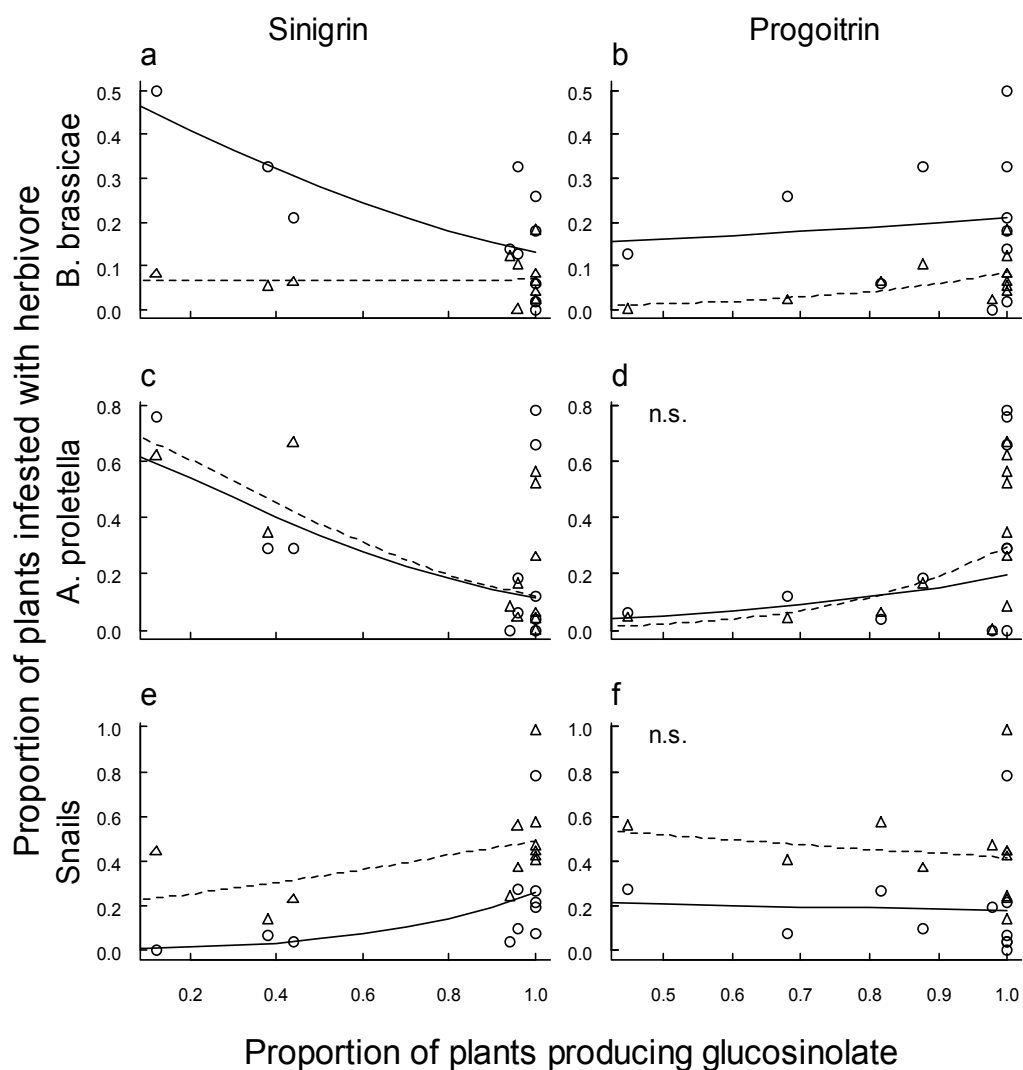 Sinigrin Progoitrin
a b
0.5 0.5
0.4 0.4
0.3 0.3
0.2 0.2
0.1 0.1
0.0 0.0
B. brassicae
c d
n.s.
0.8 0.8
0.6 0.6
0.4 0.4
0.2 0.2
0.0 0.0
A. proletella
e f
n.s.
1.0 1.0
0.8 0.8
0.6 0.6
0.4 0.4
0.2 0.2
0.0 0.0
Snails
0.2 0.4 0.6 0.8 1.0 0.5 0.6 0.7 0.8 0.9 1.0
Proportion of plants infested with herbivore
Proportion of plants producing glucosinolate